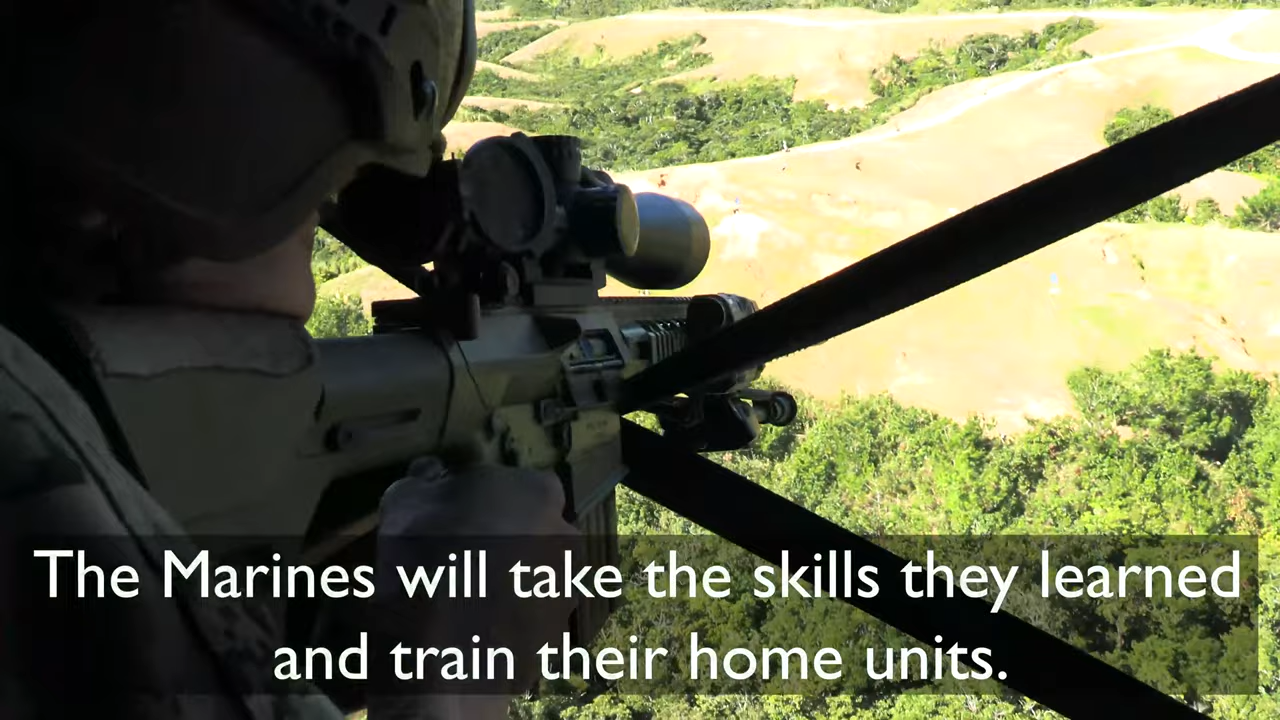 The Marines will take the skills they learned
and train their home units.